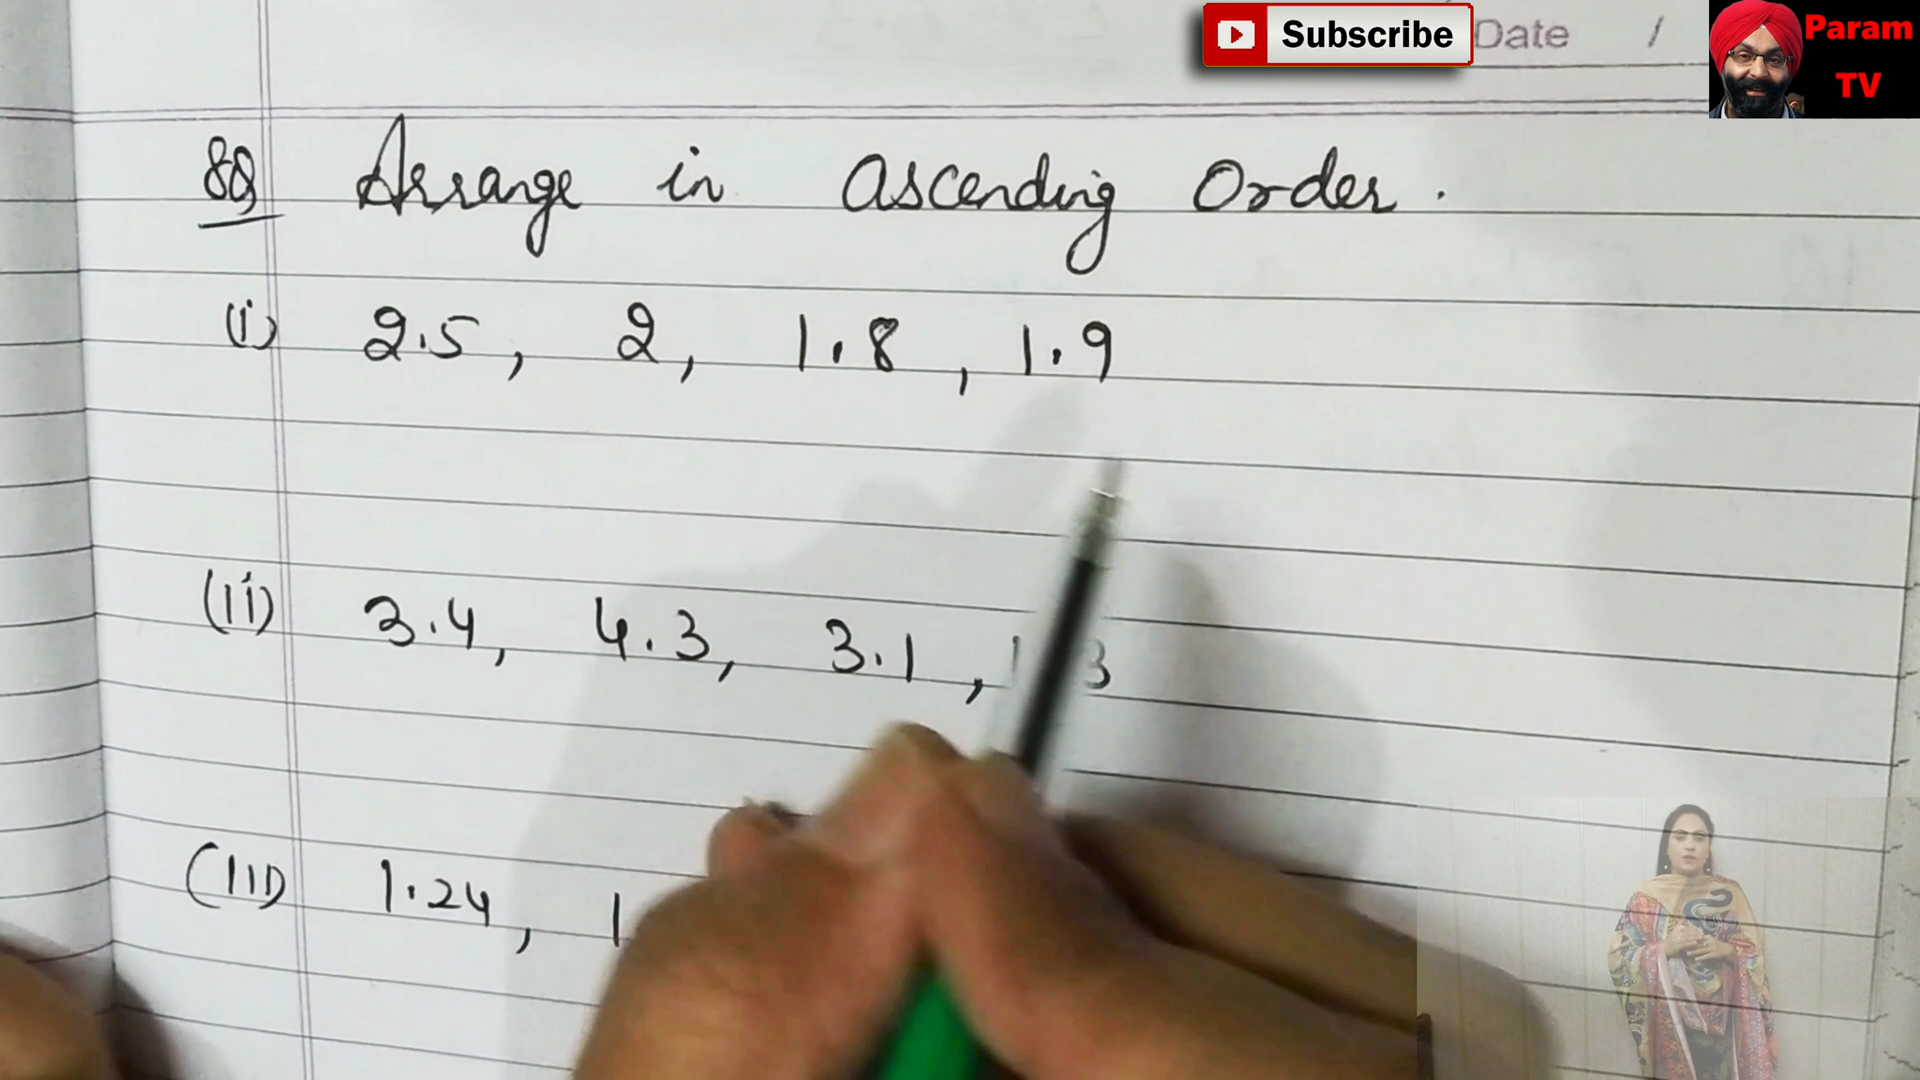 Subscribe
Date /
Param
TV
8Q Arrange in ascending Order.
(i) 2.5, 2, 1.8, 1.9
(ii) 3.4, 4.3, 3.1,
(iii) 1.24,